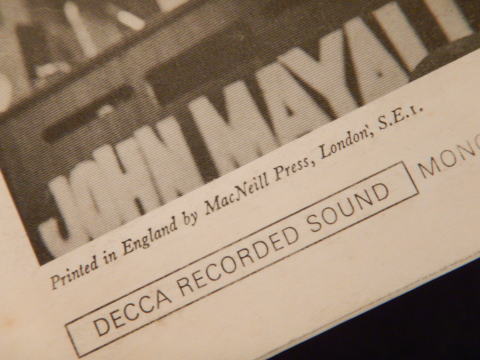 JOHN MAYALL
Printed in England by MacNeill Press, London, S.E.1.
DECCA RECORDED SOUND
MONO